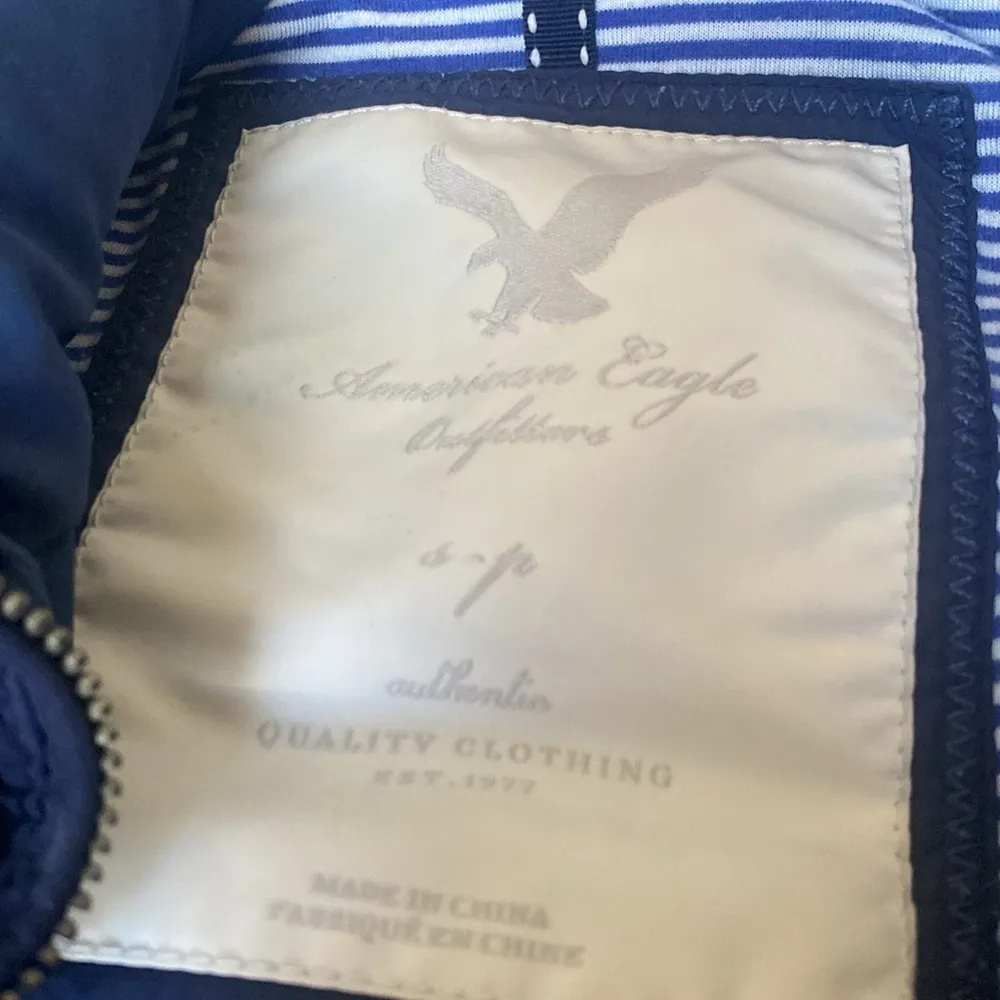 American Eagle
Outfitters
s-p
authentic
QUALITY CLOTHING
EST. 1977
MADE IN CHINA
FABRIQUÉ EN CHINE